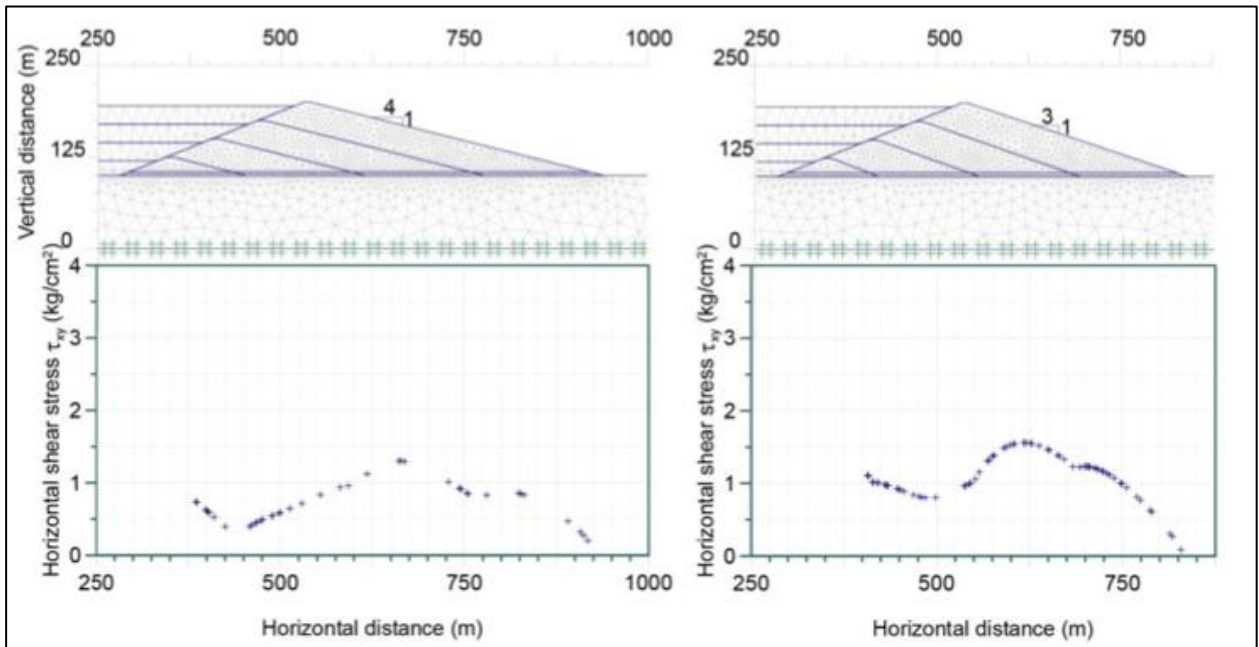 250 500 750 1000
250
125
0
Vertical distance (m)
4
1
500 750
250
125
0
3
1
4
3
2
1
0
Horizontal shear stress τxy (kg/cm²)
250 500 750 1000
Horizontal distance (m)
4
3
2
1
0
Horizontal shear stress τxy (kg/cm²)
250 500 750
Horizontal distance (m)